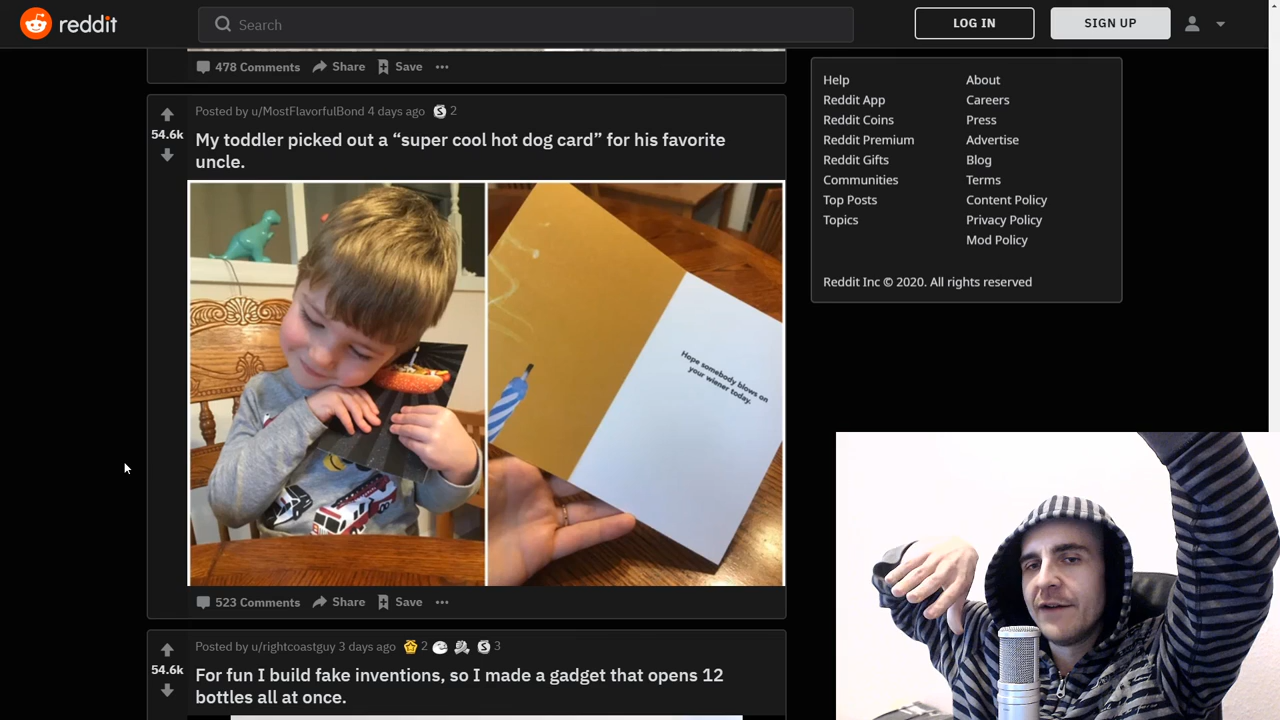 reddit
Search
LOG IN
SIGN UP
478 Comments
Share
Save
Posted by u/MostFlavorfulBond 4 days ago
2
54.6k
My toddler picked out a “super cool hot dog card” for his favorite
uncle.
Hope somebody blows on
your wiener today.
523 Comments
Share
Save
Posted by u/rightcoastguy 3 days ago
2
3
54.6k
For fun I build fake inventions, so I made a gadget that opens 12
bottles all at once.
Help
About
Reddit App
Careers
Reddit Coins
Press
Reddit Premium
Advertise
Reddit Gifts
Blog
Communities
Terms
Top Posts
Content Policy
Topics
Privacy Policy
Mod Policy
Reddit Inc © 2020. All rights reserved